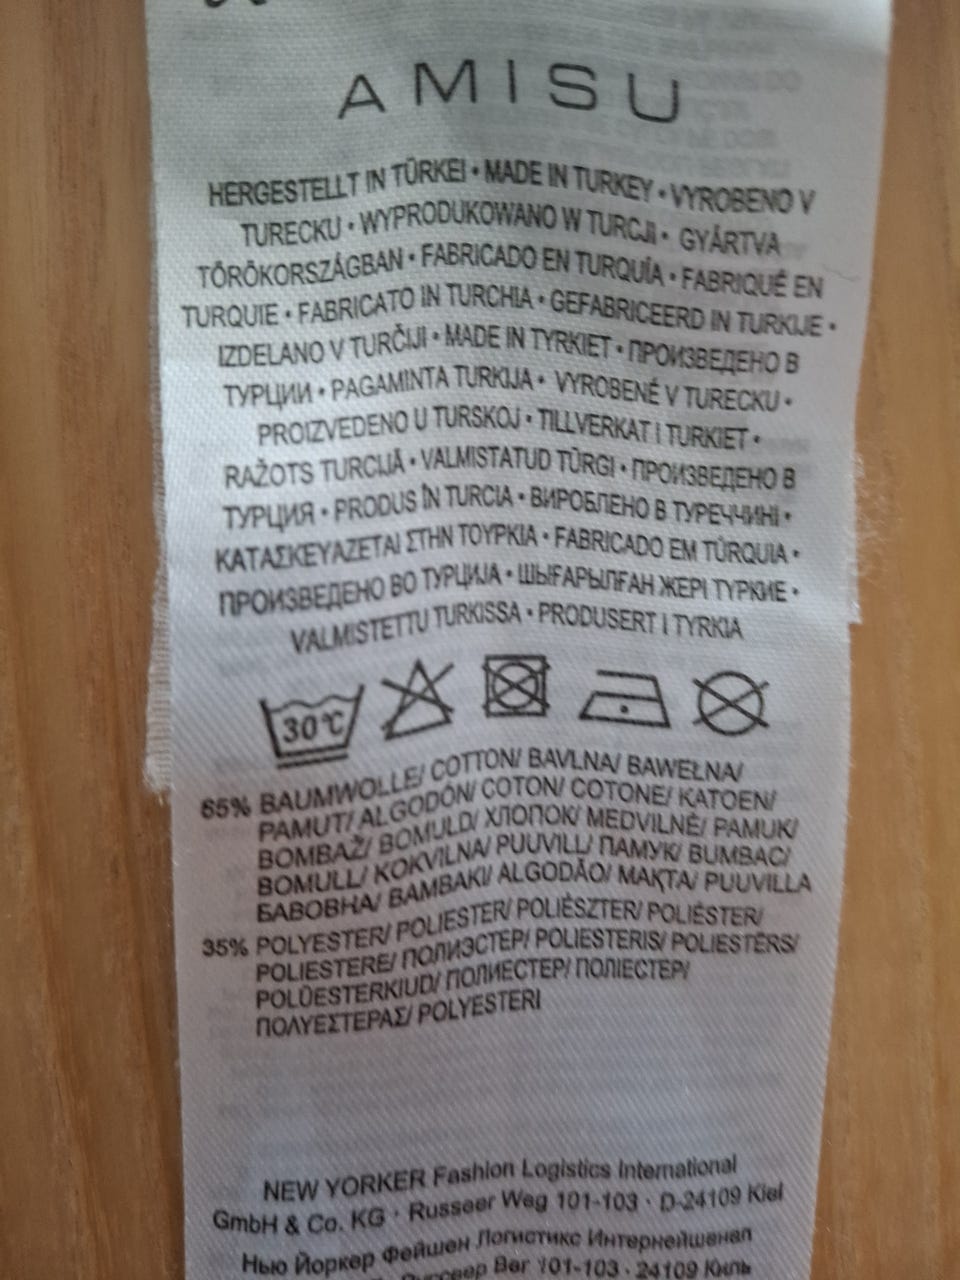 AMISU
HERGESTELLT IN TÜRKEI • MADE IN TURKEY • VYROBENO V
TURECKU • WYPRODUKOWANO W TURCJI • GYÁRTVA
TÖRÖKORSZÁGBAN • FABRICADO EN TURQUÍA • FABRIQUÉ EN
TURQUIE • FABRICATO IN TURCHIA • GEFABRICEERD IN TURKIJE •
IZDELANO V TURČIJI • MADE IN TYRKIET • ПРОИЗВЕДЕНО В
ТУРЦИИ • PAGAMINTA TURKIJA • VYROBENÉ V TURECKU •
PROIZVEDENO U TURSKOJ • TILLVERKAT I TURKIET •
RAŽOTS TURCIJĀ • VALMISTATUD TÜRGI • ПРОИЗВЕДЕНО В
ТУРЦИЯ • PRODUS ÎN TURCIA • ВИРОБЛЕНО В ТУРЕЧЧИНІ •
ΚΑΤΑΣΚΕΥΑΖΕΤΑΙ ΣΤΗΝ ΤΟΥΡΚΙΑ • FABRICADO EM TÚRQUIA •
ПРОИЗВЕДЕНО ВО ТУРЦИЈА • ШЫҒАРЫЛҒАН ЖЕРІ ТУРКИЕ •
VALMISTETTU TURKISSA • PRODUSERT I TYRKIA
30°C
65% BAUMWOLLE/ COTTON/ BAVLNA/ BAWEŁNA/
PAMUT/ ALGODÓN/ COTON/ COTONE/ KATOEN/
BOMBAŽ/ BOMULD/ ХЛОПОК/ MEDVILNĖ/ PAMUK/
BOMULL/ KOKVILNA/ PUUVILL/ ПАМУК/ BUMBAC/
БАВОВНА/ BAMBAKI/ ALGODÃO/ МАҚТА/ PUUVILLA
35% POLYESTER/ POLIESTER/ POLIÉSZTER/ POLIÉSTER/
POLIESTERE/ ПОЛИЭСТЕР/ POLIESTERIS/ POLIESTĒRS/
POLÜESTERKIUD/ ПОЛИЕСТЕР/ ПОЛІЕСТЕР/
ΠΟΛΥΕΣΤΕΡΑΣ/ POLYESTERI
NEW YORKER Fashion Logistics International
GmbH & Co. KG · Russeer Weg 101-103 · D-24109 Kiel
Нью Йоркер Фейшен Логистикс Интернейшенал
Руссеер Вег 101-103 · 24109 Киль